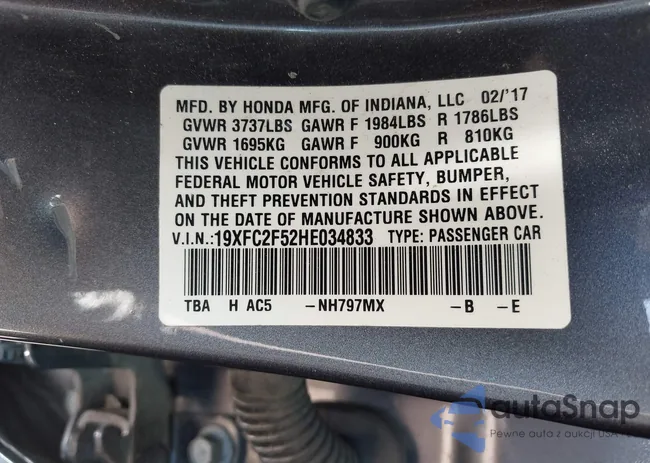 MFD. BY HONDA MFG. OF INDIANA, LLC 02/'17
GVWR 3737LBS GAWR F 1984LBS R 1786LBS
GVWR 1695KG GAWR F 900KG R 810KG
THIS VEHICLE CONFORMS TO ALL APPLICABLE
FEDERAL MOTOR VEHICLE SAFETY, BUMPER,
AND THEFT PREVENTION STANDARDS IN EFFECT
ON THE DATE OF MANUFACTURE SHOWN ABOVE.
V.I.N.:19XFC2F52HE034833 TYPE: PASSENGER CAR
TBA H AC5 –NH797MX –B –E
autaSnap
Pewne auta z aukcji USA